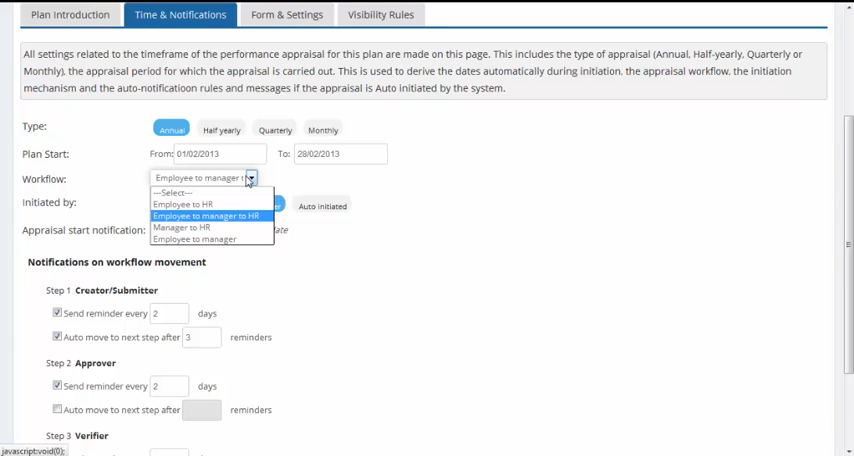 Plan Introduction Time & Notifications Form & Settings Visibility Rules
All settings related to the timeframe of the performance appraisal for this plan are made on this page. This includes the type of appraisal (Annual, Half-yearly, Quarterly or
Monthly), the appraisal period for which the appraisal is carried out. This is used to derive the dates automatically during initiation, the appraisal workflow, the initiation
mechanism and the auto-notificatioon rules and messages if the appraisal is Auto initiated by the system.
Type: Annual Half yearly Quarterly Monthly
Plan Start: From: 01/02/2013 To: 28/02/2013
Workflow: Employee to manager t
---Select---
Employee to HR
Employee to manager to HR
Manager to HR
Employee to manager
Initiated by: Auto initiated
Appraisal start notification:
Notifications on workflow movement
Step 1 Creator/Submitter
Send reminder every 2 days
Auto move to next step after 3 reminders
Step 2 Approver
Send reminder every 2 days
Auto move to next step after reminders
Step 3 Verifier
javascript:void(0);